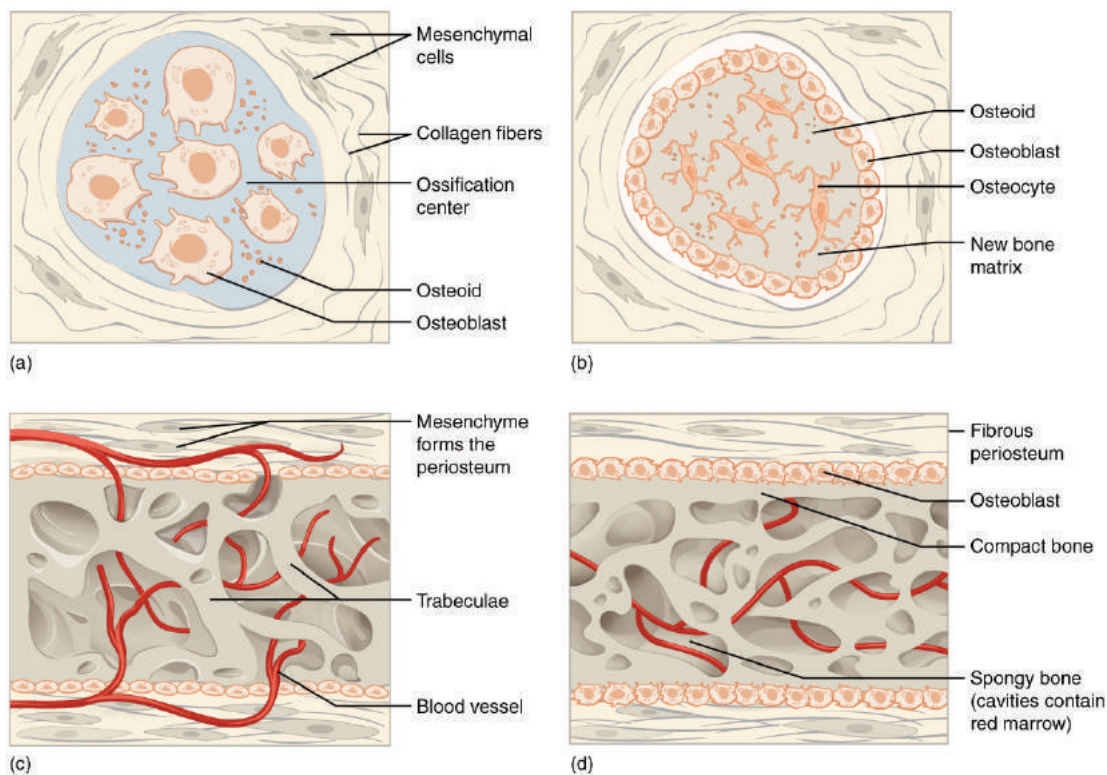 Mesenchymal
cells
Collagen fibers
Ossification
center
Osteoid
Osteoblast
(a)
Osteoid
Osteoblast
Osteocyte
New bone
matrix
(b)
Mesenchyme
forms the
periosteum
Trabeculae
Blood vessel
(c)
Fibrous
periosteum
Osteoblast
Compact bone
Spongy bone
(cavities contain
red marrow)
(d)